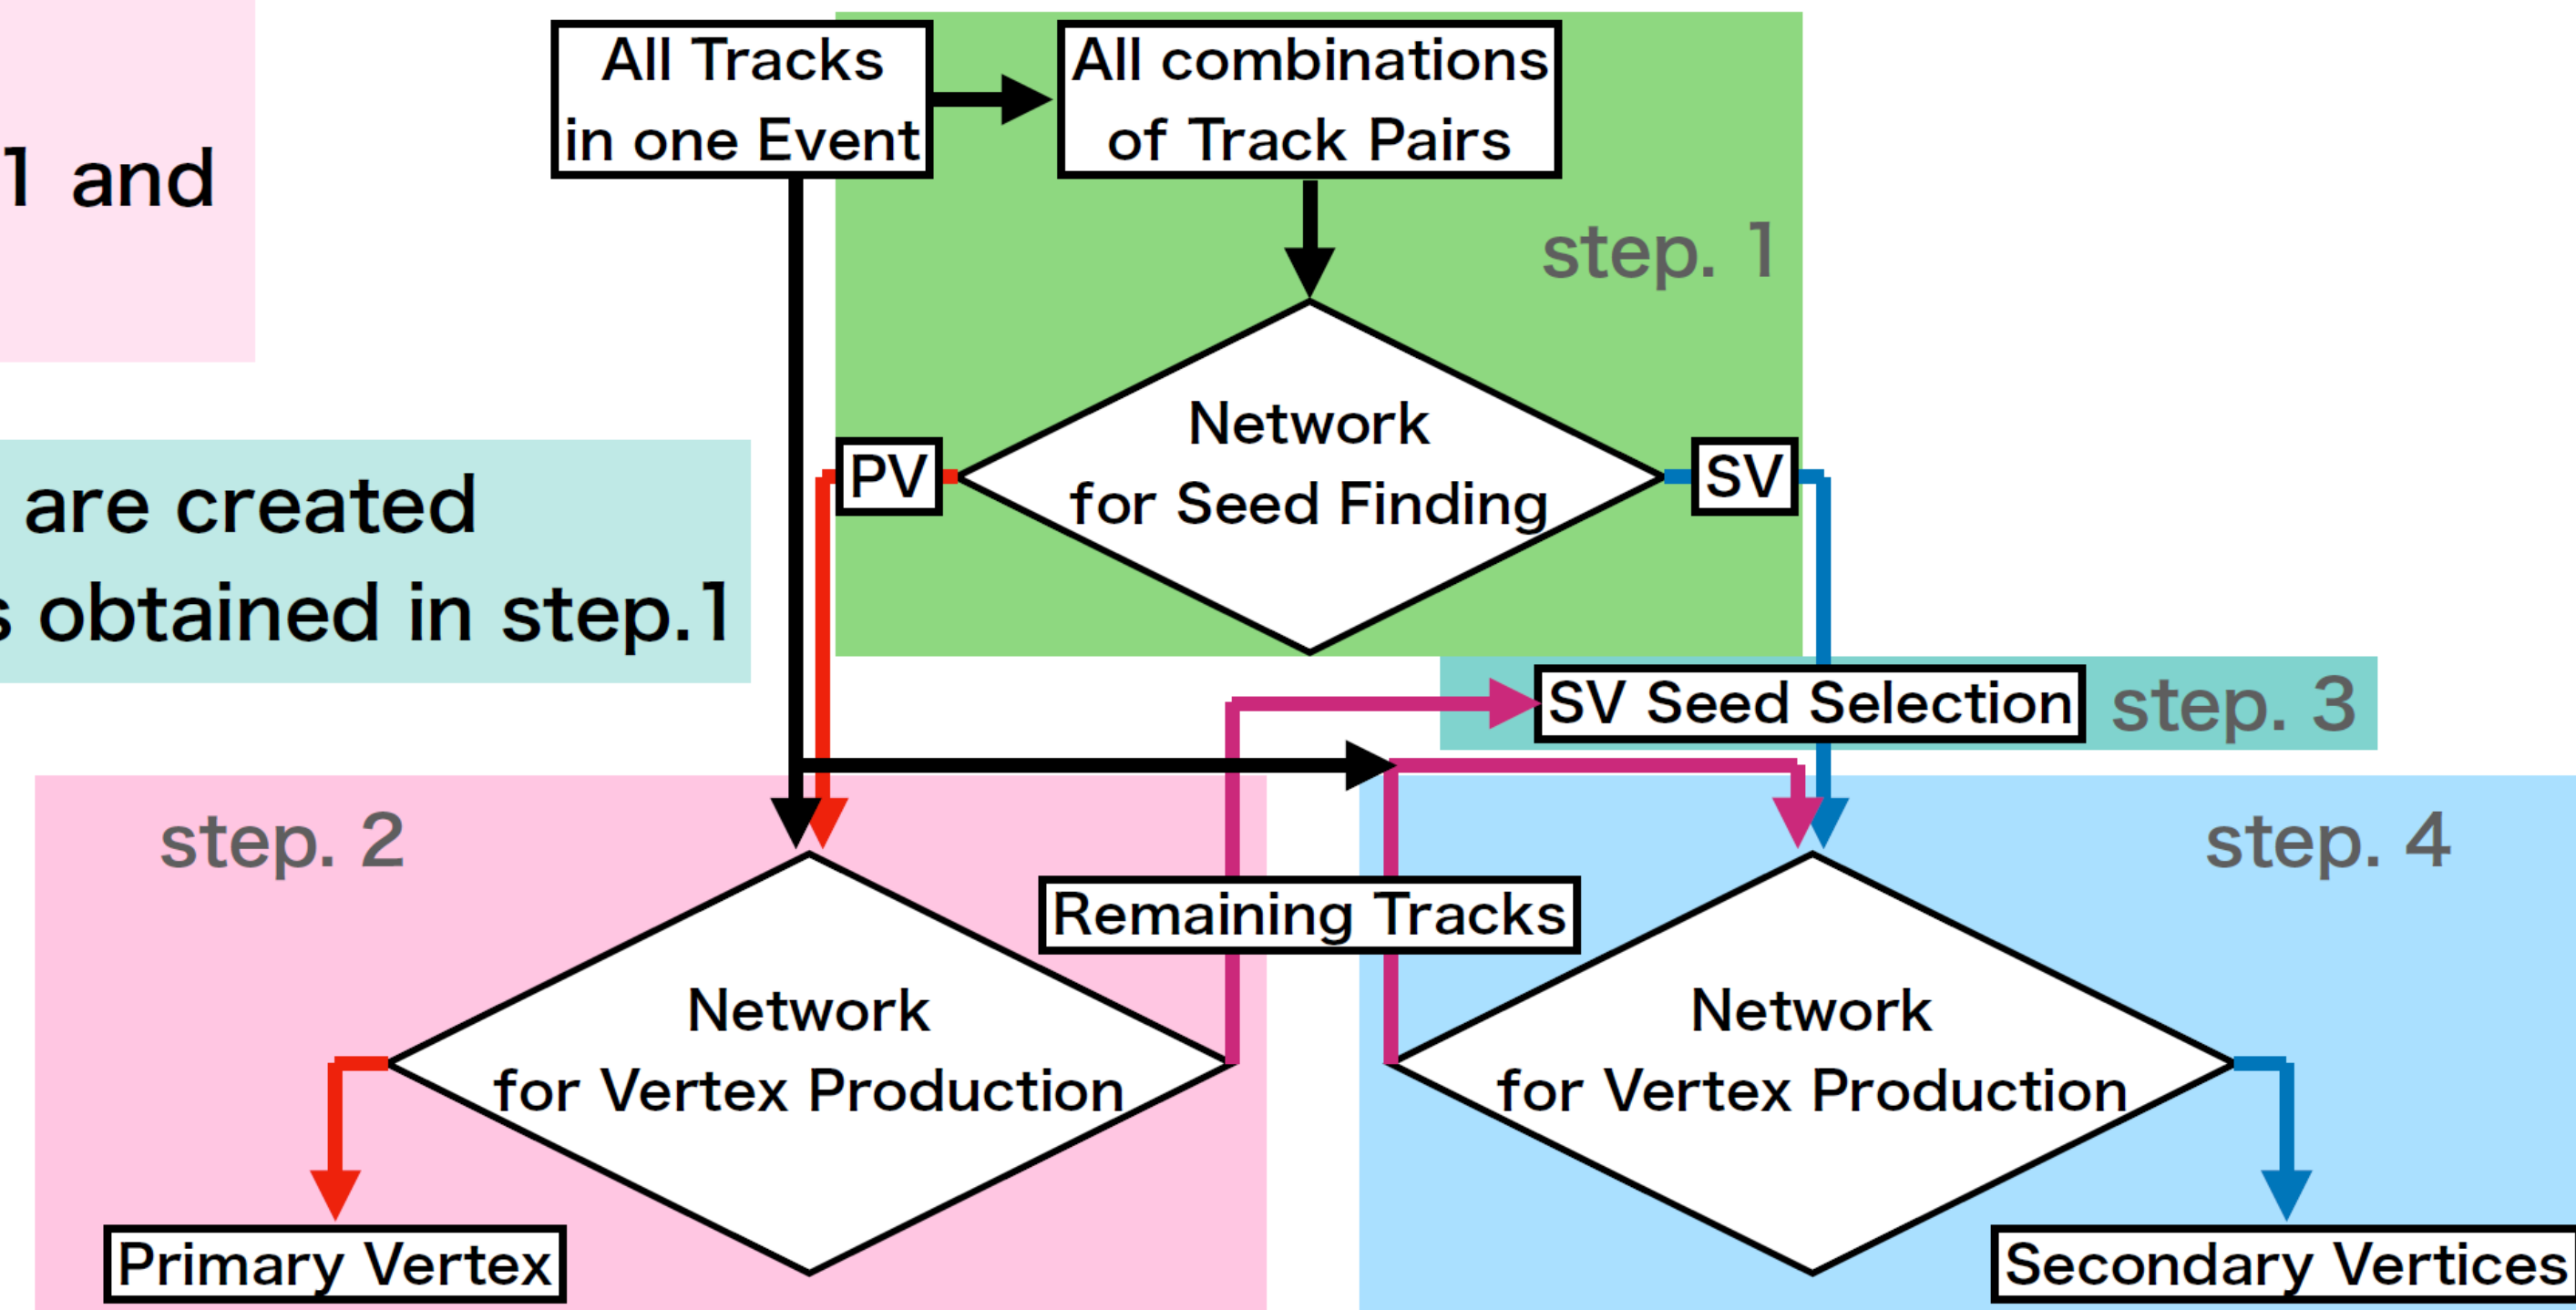 1 and
are created
s obtained in step.1
All Tracks
in one Event
All combinations
of Track Pairs
step. 1
Network
for Seed Finding
PV
SV
SV Seed Selection
step. 3
step. 2
step. 4
Remaining Tracks
Network
for Vertex Production
Network
for Vertex Production
Primary Vertex
Secondary Vertices